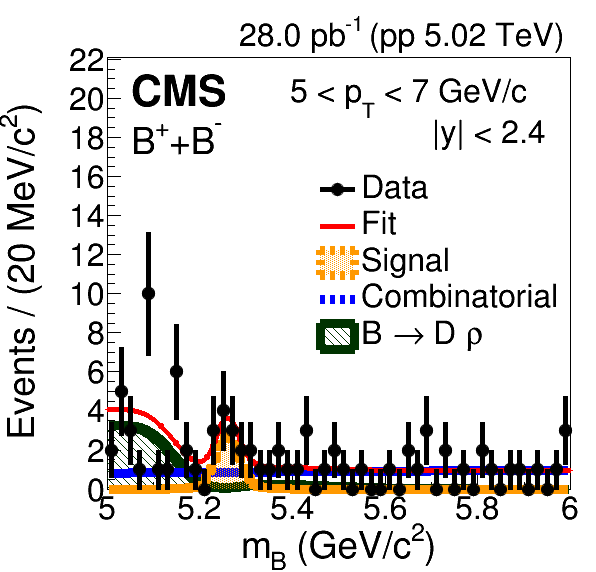 28.0 pb⁻¹ (pp 5.02 TeV)
CMS
5 < p_T < 7 GeV/c
B⁺+B⁻
|y| < 2.4
Data
Fit
Signal
Combinatorial
B → D ρ
Events / (20 MeV/c²)
22
20
18
16
14
12
10
8
6
4
2
0
5 5.2 5.4 5.6 5.8 6
m_B (GeV/c²)